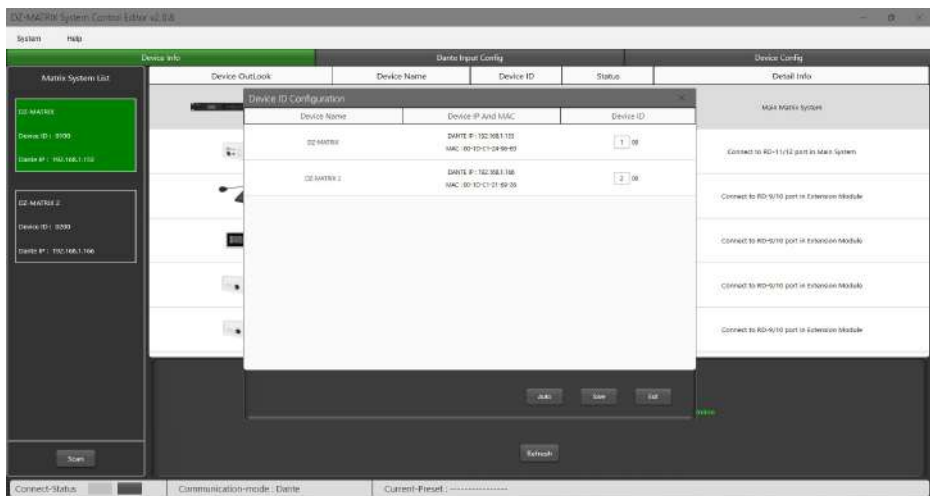 DZ-MATRIX System Control Editor v2.8.8
System Help
Device Info Dante Input Config Device Config
Matrix System List
Device OutLook Device Name Device ID Status Detail Info
DZ-MATRIX
Device ID : 0100
Dante IP : 192.168.1.155
DZ-MATRIX 2
Device ID : 0200
Dante IP : 192.168.1.166
Scan
Device ID Configuration
Device Name Device IP And MAC Device ID
DZ-MATRIX
DANTE IP : 192.168.1.155
1 00
DZ-MATRIX 2
DANTE IP : 192.168.1.166
2 00
Auto Save Exit
Main Matrix System
Connect to RD-11/12 port in Main System
Connect to RD-9/10 port in Extension Module
Connect to RD-9/10 port in Extension Module
Connect to RD-9/10 port in Extension Module
Connect to RD-9/10 port in Extension Module
Refresh
Connect-Status Communication-mode : Dante Current-Preset : ----------------